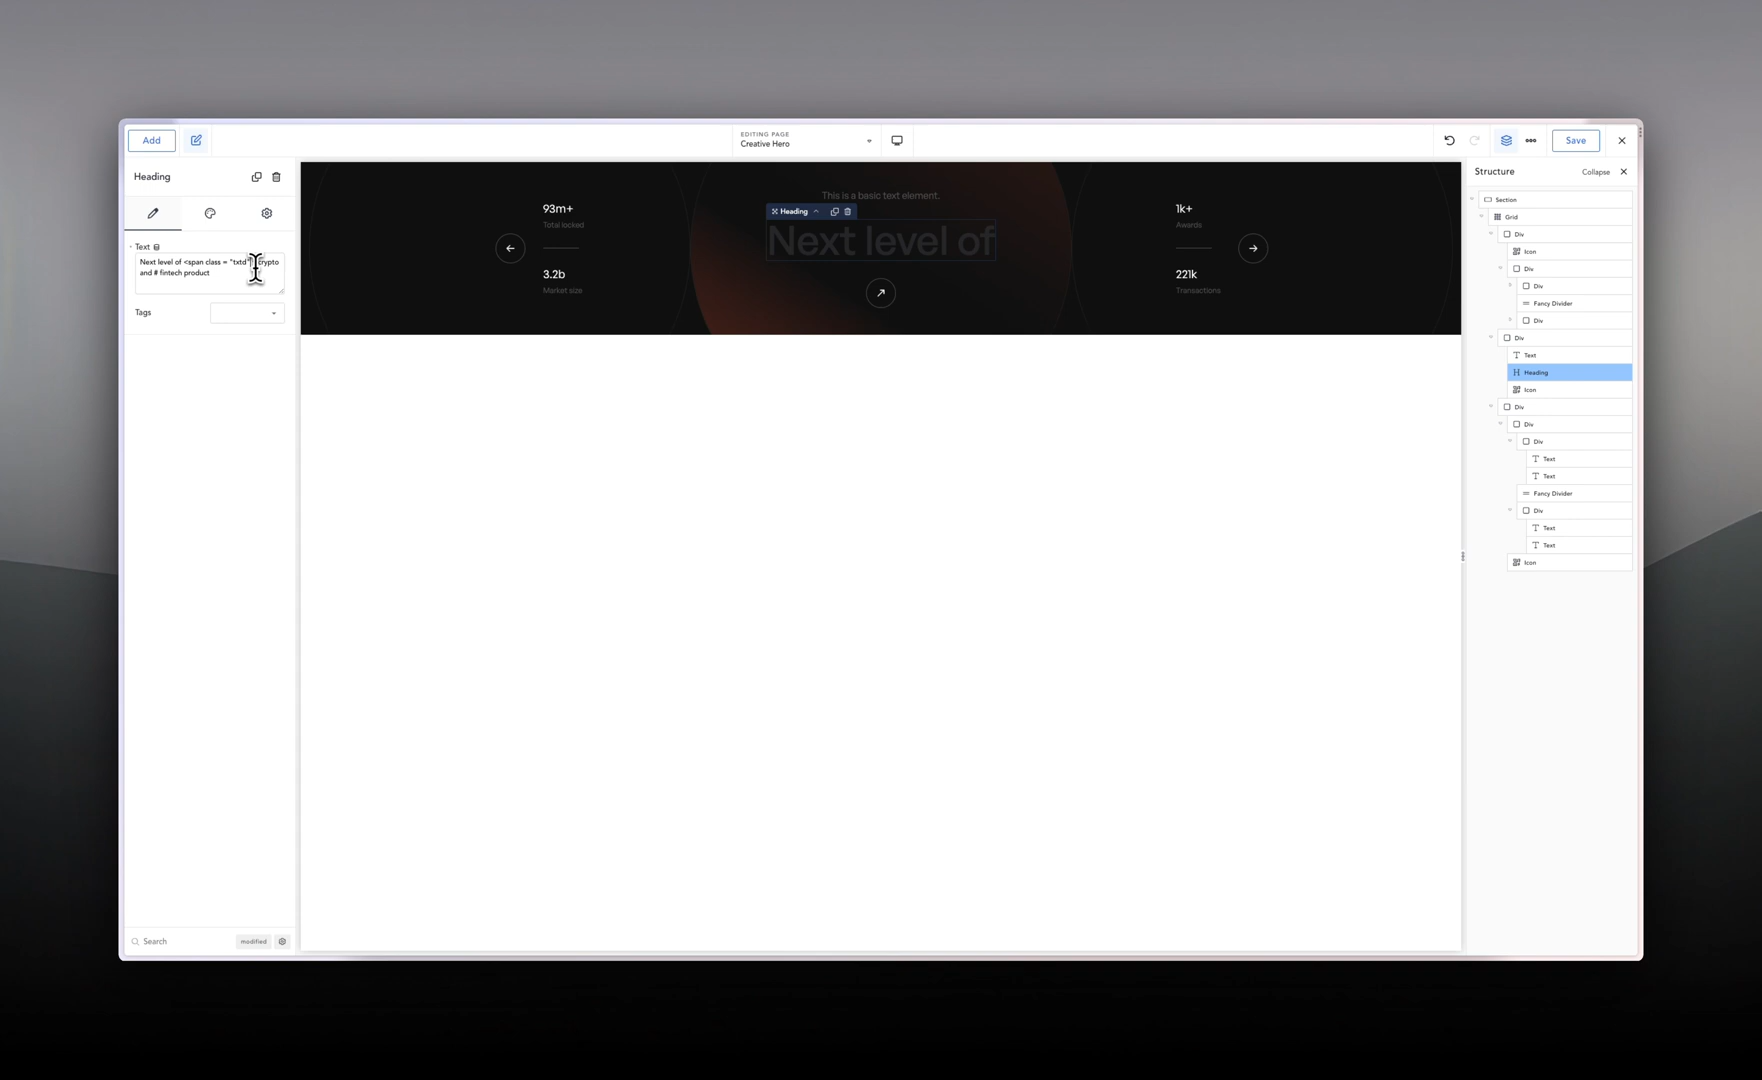 Add
EDITING PAGE
Creative Hero
Save
Heading
Text
Next level of <span class = "txtd" crypto
and # fintech product
Tags
Search
modified
93m+
Total locked
3.2b
Market size
This is a basic text element.
Heading
Next level of
1k+
Awards
221k
Transactions
Structure
Collapse
Section
Grid
Div
Icon
Div
Div
Fancy Divider
Div
Div
Text
Heading
Icon
Div
Div
Div
Text
Text
Fancy Divider
Div
Text
Text
Icon